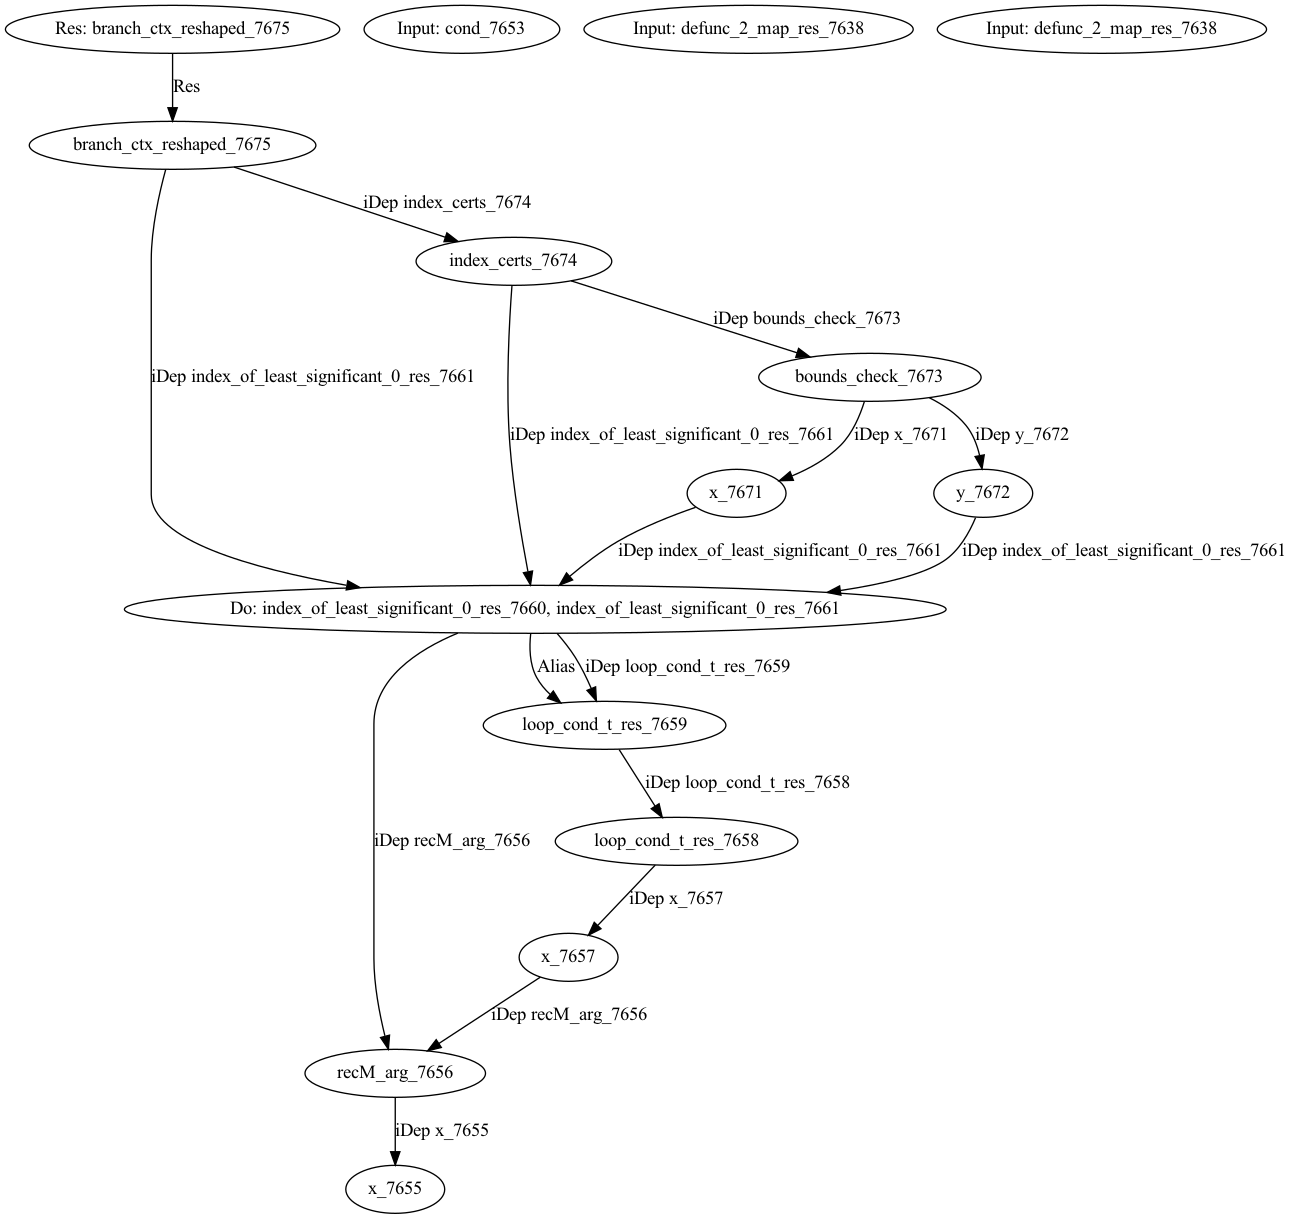 Res: branch_ctx_reshaped_7675
Input: cond_7653
Input: defunc_2_map_res_7638
Input: defunc_2_map_res_7638
Res
branch_ctx_reshaped_7675
iDep index_certs_7674
index_certs_7674
iDep bounds_check_7673
iDep index_of_least_significant_0_res_7661
bounds_check_7673
iDep index_of_least_significant_0_res_7661
iDep x_7671
iDep y_7672
x_7671
y_7672
iDep index_of_least_significant_0_res_7661
iDep index_of_least_significant_0_res_7661
Do: index_of_least_significant_0_res_7660, index_of_least_significant_0_res_7661
Alias
iDep loop_cond_t_res_7659
loop_cond_t_res_7659
iDep loop_cond_t_res_7658
iDep recM_arg_7656
loop_cond_t_res_7658
iDep x_7657
x_7657
iDep recM_arg_7656
recM_arg_7656
iDep x_7655
x_7655